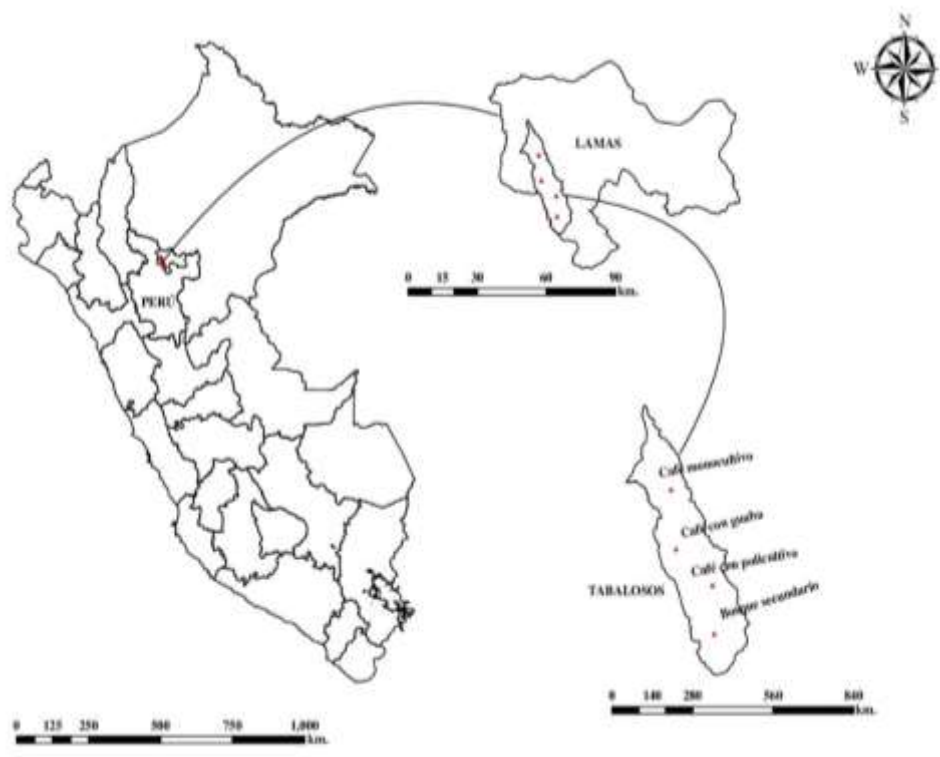 N
W
S
LAMAS
0 15 30 60 90
km.
PERÚ
Café monocultivo
Café con guaba
Café con policultivo
TABALOSOS
Bosque secundario
0 140 280 560 840
km.
0 125 250 500 750 1,000
km.